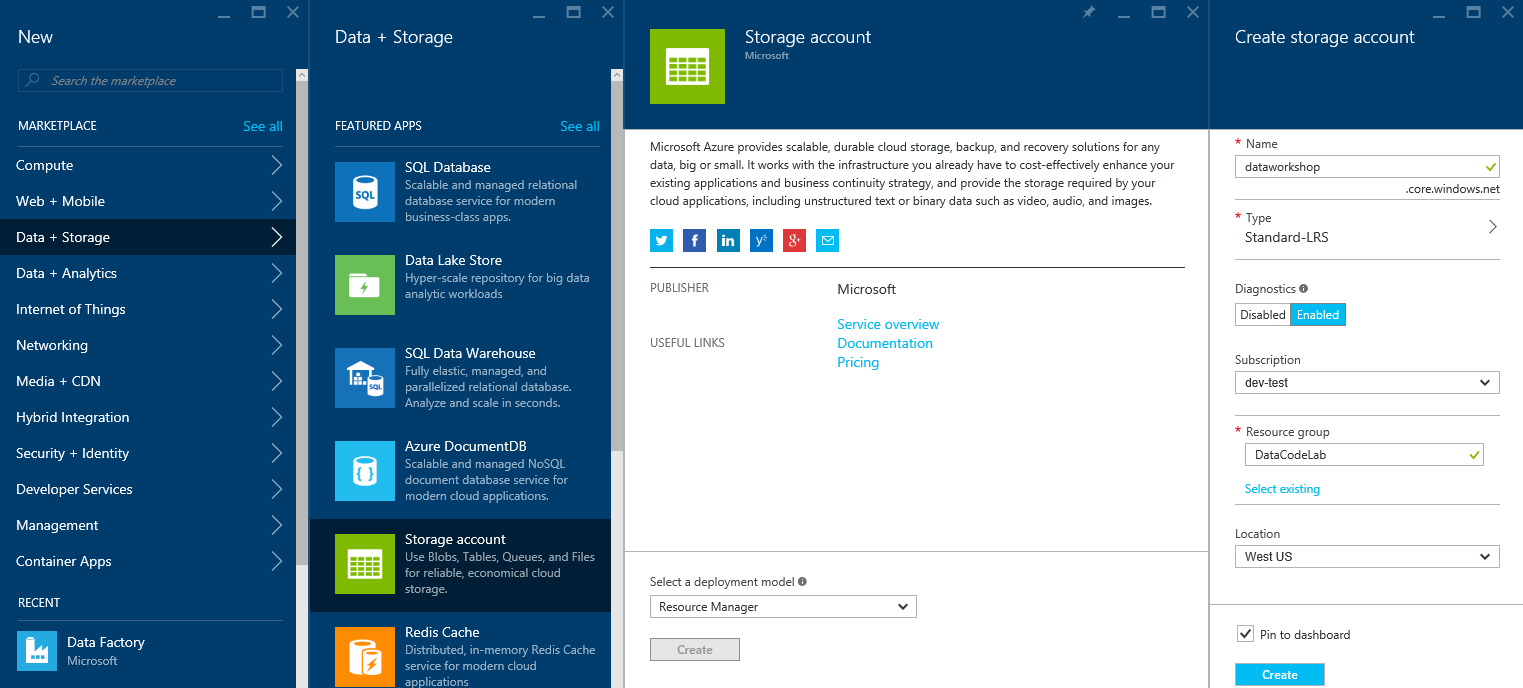 New
Search the marketplace
MARKETPLACE
See all
Compute
Web + Mobile
Data + Storage
Data + Analytics
Internet of Things
Networking
Media + CDN
Hybrid Integration
Security + Identity
Developer Services
Management
Container Apps
RECENT
Data Factory
Microsoft
Data + Storage
FEATURED APPS
See all
SQL
SQL Database
Scalable and managed relational
database service for modern
business-class apps.
Data Lake Store
Hyper-scale repository for big data
analytic workloads
SQL
SQL Data Warehouse
Fully elastic, managed, and
parallelized relational database.
Analyze and scale in seconds.
{ }
Azure DocumentDB
Scalable and managed NoSQL
document database service for
modern cloud applications.
Storage account
Use Blobs, Tables, Queues, and Files
for reliable, economical cloud
storage.
Redis Cache
Distributed, in-memory Redis Cache
service for modern cloud
applications
Storage account
Microsoft
Microsoft Azure provides scalable, durable cloud storage, backup, and recovery solutions for any
data, big or small. It works with the infrastructure you already have to cost-effectively enhance your
existing applications and business continuity strategy, and provide the storage required by your
cloud applications, including unstructured text or binary data such as video, audio, and images.
f in y g+
PUBLISHER
Microsoft
USEFUL LINKS
Service overview
Documentation
Pricing
Select a deployment model
Resource Manager
Create
Create storage account
* Name
dataworkshop
.core.windows.net
* Type
Standard-LRS
Diagnostics
Disabled Enabled
Subscription
dev-test
* Resource group
DataCodeLab
Select existing
Location
West US
Pin to dashboard
Create